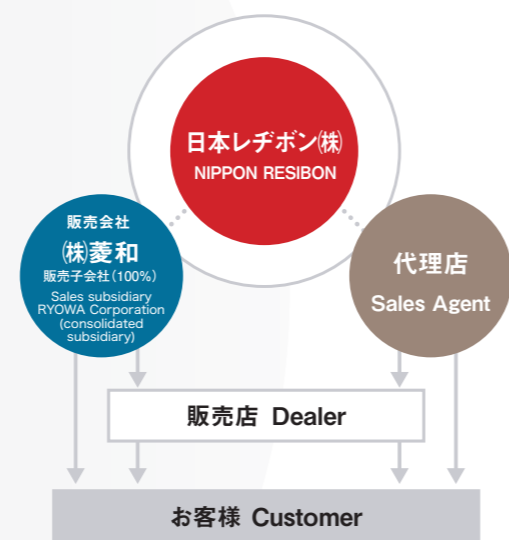 日本レヂボン㈱
NIPPON RESIBON
販売会社
㈱菱和
販売子会社(100%)
Sales subsidiary
RYOWA Corporation
(consolidated
subsidiary)
代理店
Sales Agent
販売店 Dealer
お客様 Customer